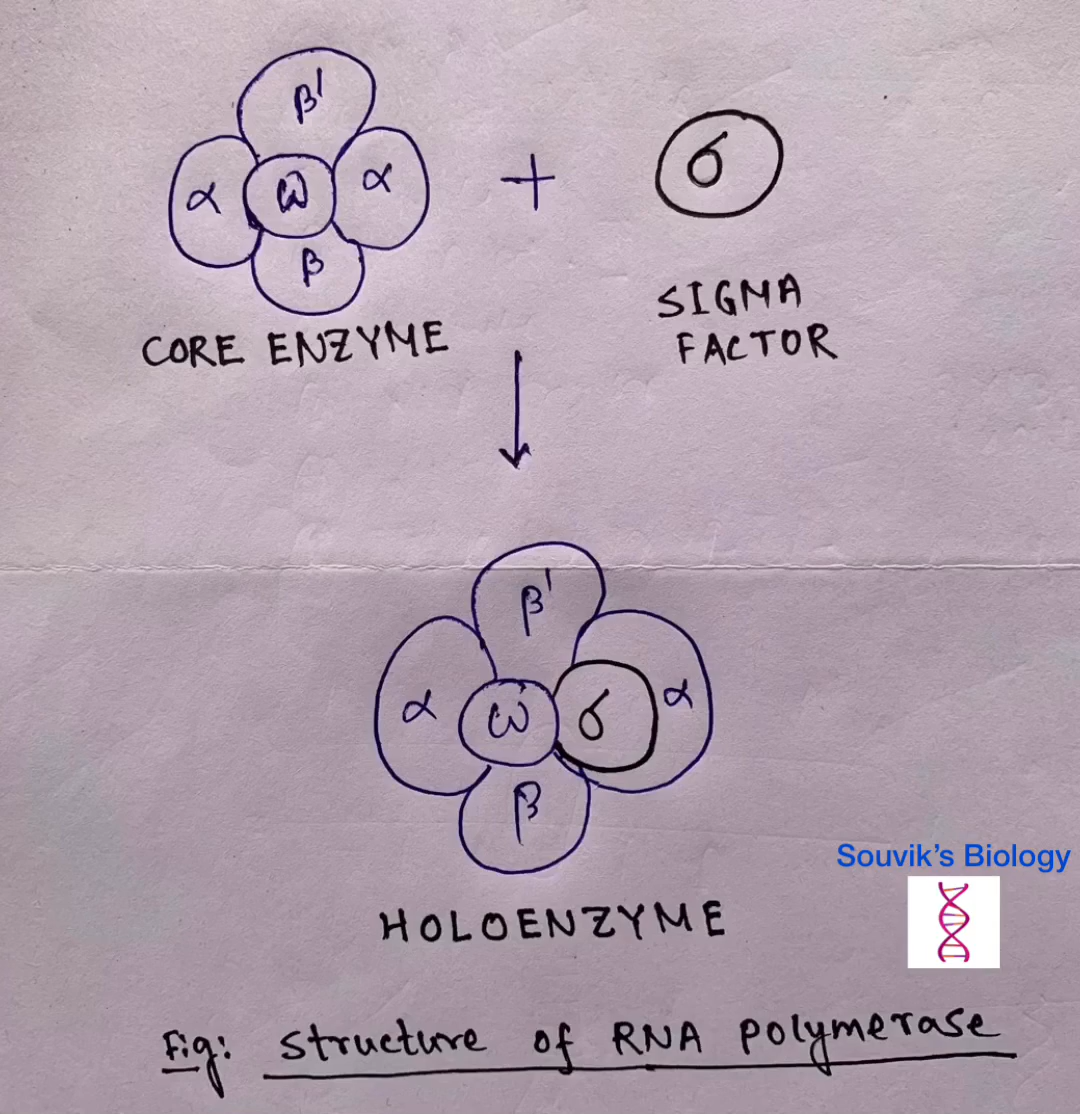 β'
α ω α
β
+
σ
CORE ENZYME
SIGMA
FACTOR
β'
α ω σ α
β
HOLOENZYME
Souvik's Biology
Fig: Structure of RNA polymerase